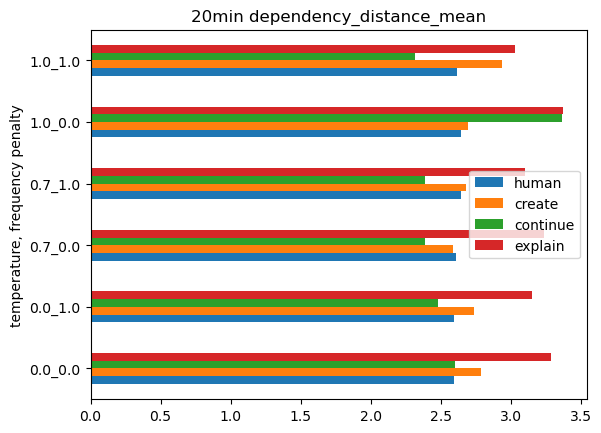 20min dependency_distance_mean
temperature, frequency penalty
1.0_1.0
1.0_0.0
0.7_1.0
0.7_0.0
0.0_1.0
0.0_0.0
human
create
continue
explain
0.0 0.5 1.0 1.5 2.0 2.5 3.0 3.5